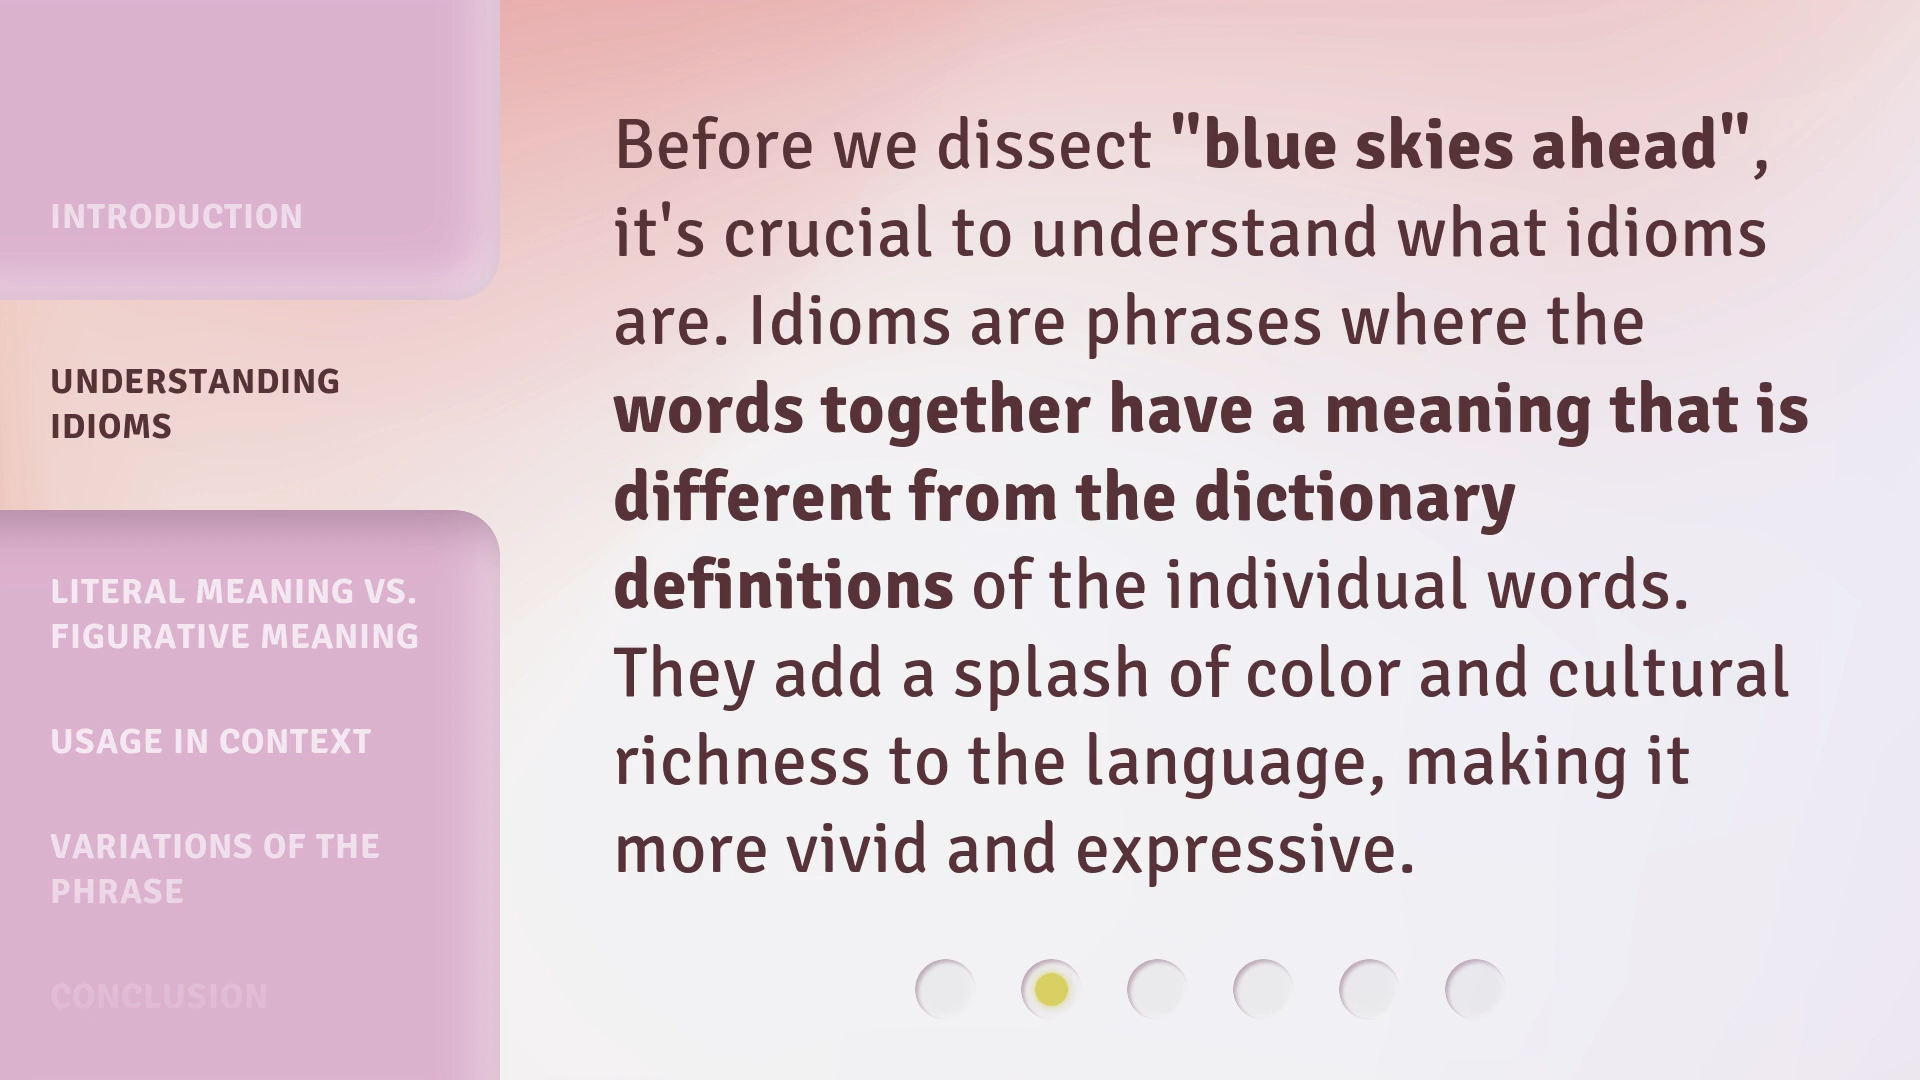 INTRODUCTION
UNDERSTANDING
IDIOMS
LITERAL MEANING VS.
FIGURATIVE MEANING
USAGE IN CONTEXT
VARIATIONS OF THE
PHRASE
CONCLUSION
Before we dissect "blue skies ahead",
it's crucial to understand what idioms
are. Idioms are phrases where the
words together have a meaning that is
different from the dictionary
definitions of the individual words.
They add a splash of color and cultural
richness to the language, making it
more vivid and expressive.